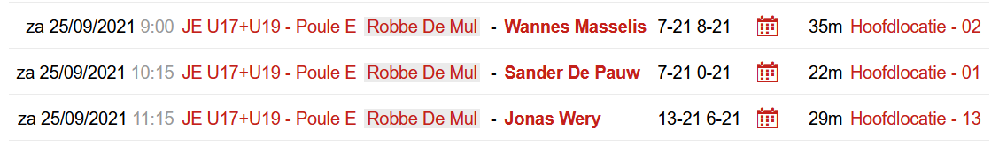 za 25/09/2021 9:00 JE U17+U19 - Poule E Robbe De Mul - Wannes Masselis 7-21 8-21 35m Hoofdlocatie - 02
za 25/09/2021 10:15 JE U17+U19 - Poule E Robbe De Mul - Sander De Pauw 7-21 0-21 22m Hoofdlocatie - 01
za 25/09/2021 11:15 JE U17+U19 - Poule E Robbe De Mul - Jonas Wery 13-21 6-21 29m Hoofdlocatie - 13